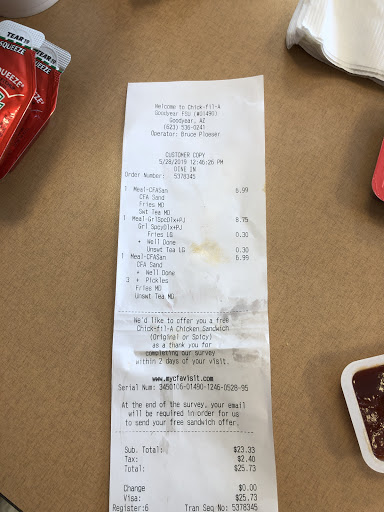 TEAR
SQUEEZE
TEAR
SQUEEZE
Welcome to Chick-fil-A
Goodyear FSU (#01490)
Goodyear, AZ
(623) 536-0241
Operator: Bruce Ploeser
CUSTOMER COPY
5/28/2019 12:46:26 PM
DINE IN
Order Number: 5378345
1 Meal-CFASan 6.99
CFA Sand
Fries MD
Swt Tea MD
1 Meal-GrlSpcDlx+PJ 8.75
Grl SpcyDlx+PJ
Fries LG 0.30
+ Well Done
Unswt Tea LG 0.30
1 Meal-CFASan 6.99
CFA Sand
+ Well Done
3 + Pickles
Fries MD
Unswt Tea MD
We'd like to offer you a free
Chick-fil-A Chicken Sandwich
(Original or Spicy)
as a thank you for
completing our survey
within 2 days of your visit.
www.mycfavisit.com
Serial Num: 3450106-01490-1246-0528-95
At the end of the survey, your email
will be required in order for us
to send your free sandwich offer.
Sub. Total: $23.33
Tax: $2.40
Total: $25.73
Change $0.00
Visa: $25.73
Register:6 Tran Seq No: 5378345